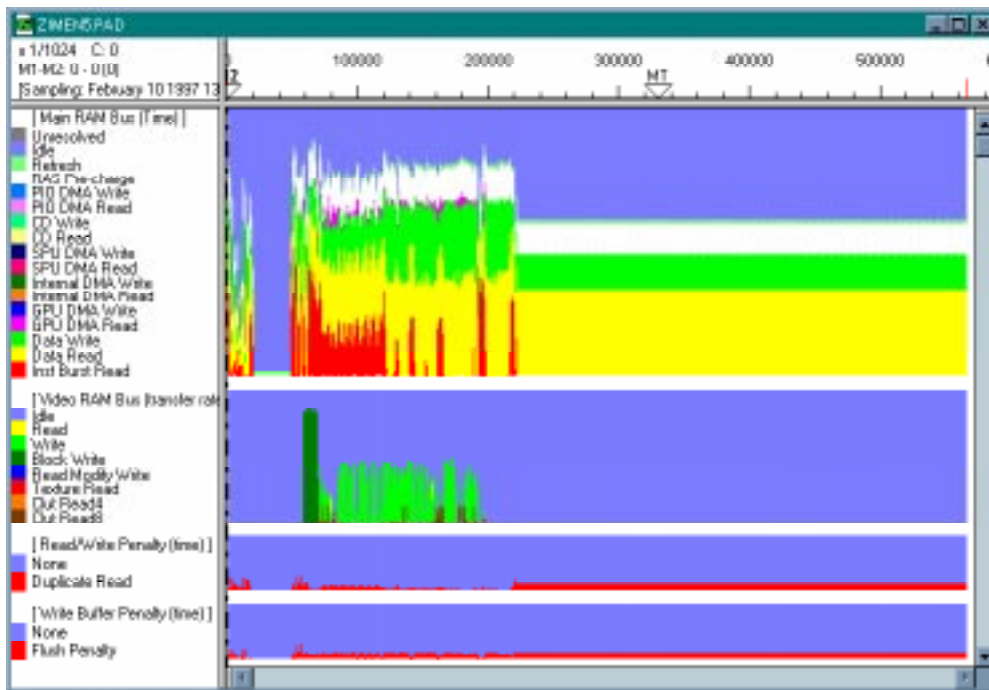 ZIMEN5PAD
x 1/1024 C: 0
M1-M2: 0 - 0 [0]
[Sampling: February 10 1997 13
100000 200000 300000 400000 500000 6
2 M1
[ Main RAM Bus (Time) ]
Unresolved
Idle
Refresh
RAS Pre-charge
PIO DMA Write
PIO DMA Read
CD Write
CD Read
SPU DMA Write
SPU DMA Read
Internal DMA Write
Internal DMA Read
GPU DMA Write
GPU DMA Read
Data Write
Data Read
Inst Burst Read
[ Video RAM Bus (transfer rate
Idle
Read
Write
Block Write
Read Modify Write
Texture Read
Clut Read4
Clut Read8
[ Read/Write Penalty (time) ]
None
Duplicate Read
[ Write Buffer Penalty (time) ]
None
Flush Penalty